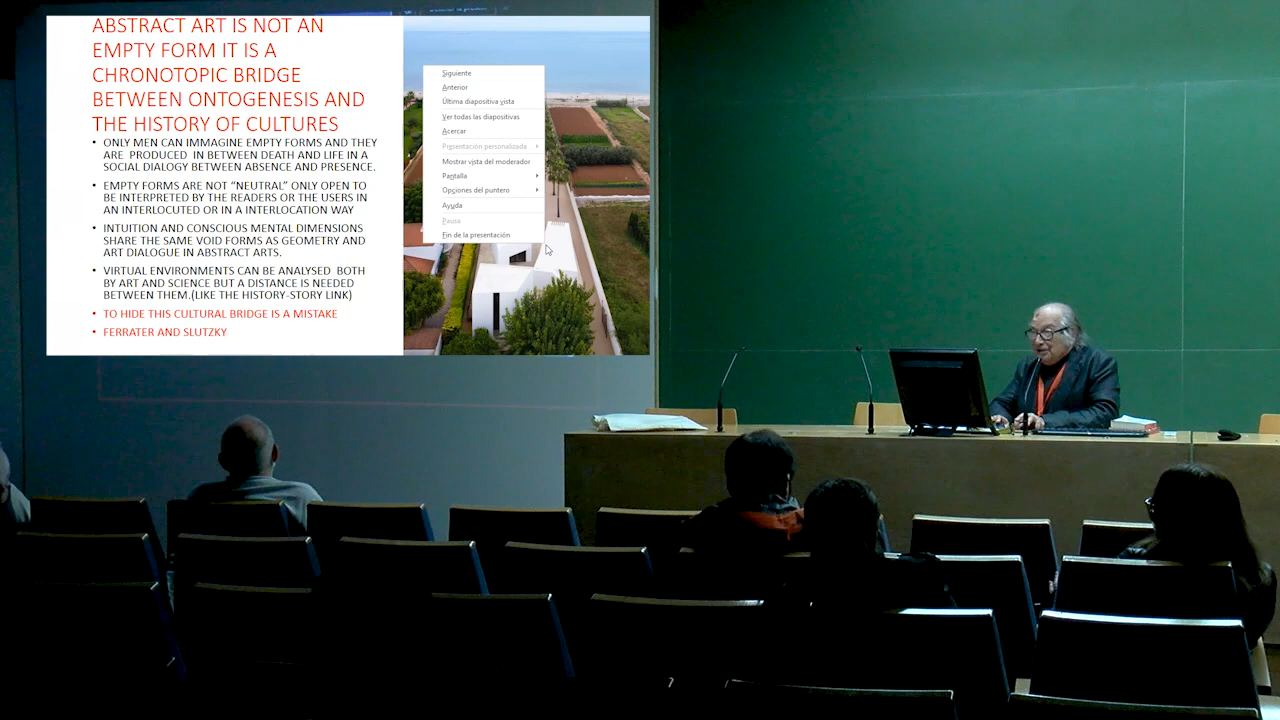 ABSTRACT ART IS NOT AN
EMPTY FORM IT IS A
CHRONOTOPIC BRIDGE
BETWEEN ONTOGENESIS AND
THE HISTORY OF CULTURES
• ONLY MEN CAN IMMAGINE EMPTY FORMS AND THEY
ARE PRODUCED IN BETWEEN DEATH AND LIFE IN A
SOCIAL DIALOGY BETWEEN ABSENCE AND PRESENCE.
• EMPTY FORMS ARE NOT “NEUTRAL” ONLY OPEN TO
BE INTERPRETED BY THE READERS OR THE USERS IN
AN INTERLOCUTED OR IN A INTERLOCATION WAY
• INTUITION AND CONSCIOUS MENTAL DIMENSIONS
SHARE THE SAME VOID FORMS AS GEOMETRY AND
ART DIALOGUE IN ABSTRACT ARTS.
• VIRTUAL ENVIRONMENTS CAN BE ANALYSED BOTH
BY ART AND SCIENCE BUT A DISTANCE IS NEEDED
BETWEEN THEM.(LIKE THE HISTORY-STORY LINK)
• TO HIDE THIS CULTURAL BRIDGE IS A MISTAKE
• FERRATER AND SLUTZKY
Siguiente
Anterior
Última diapositiva vista
Ver todas las diapositivas
Acercar
Presentación personalizada
Mostrar vista del moderador
Pantalla
Opciones del puntero
Ayuda
Pausa
Fin de la presentación